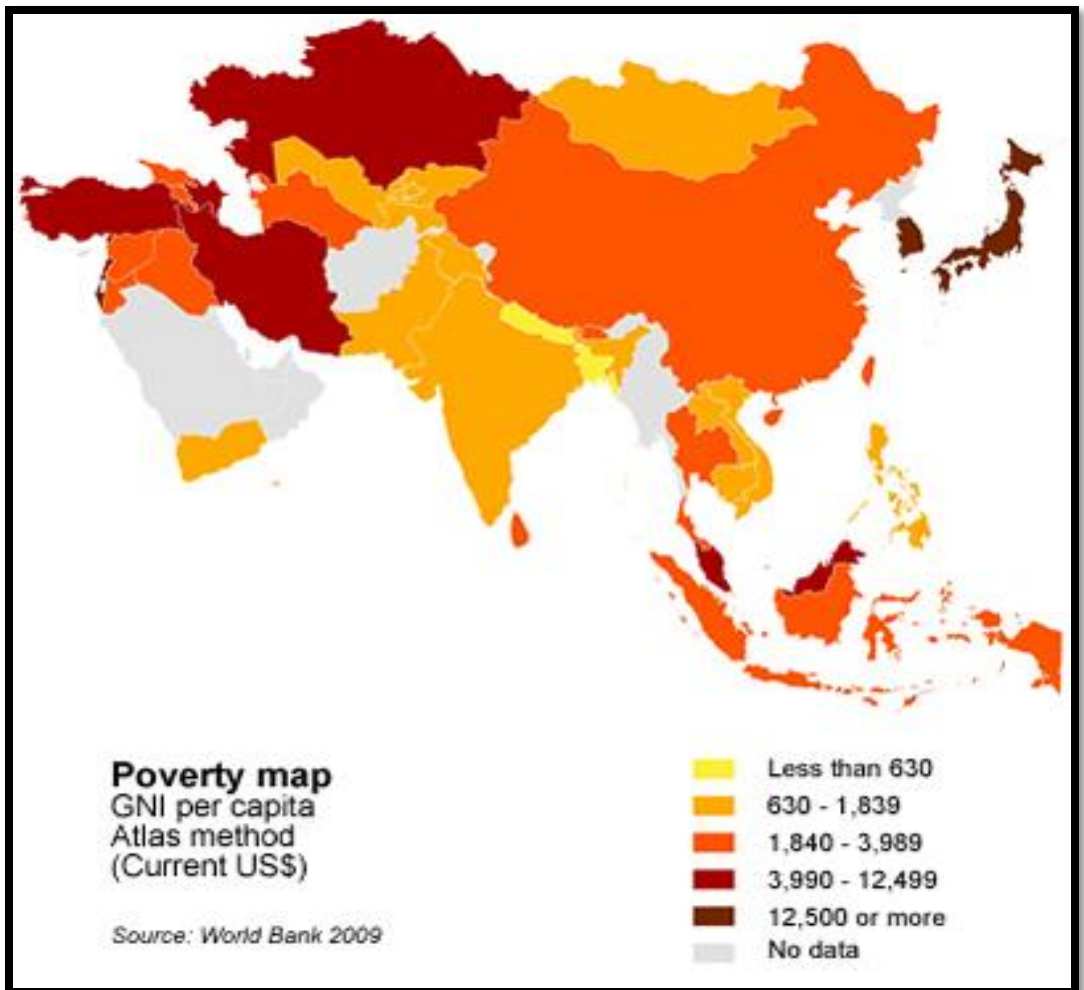 Poverty map
GNI per capita
Atlas method
(Current US$)
Source: World Bank 2009
Less than 630
630 - 1,839
1,840 - 3,989
3,990 - 12,499
12,500 or more
No data